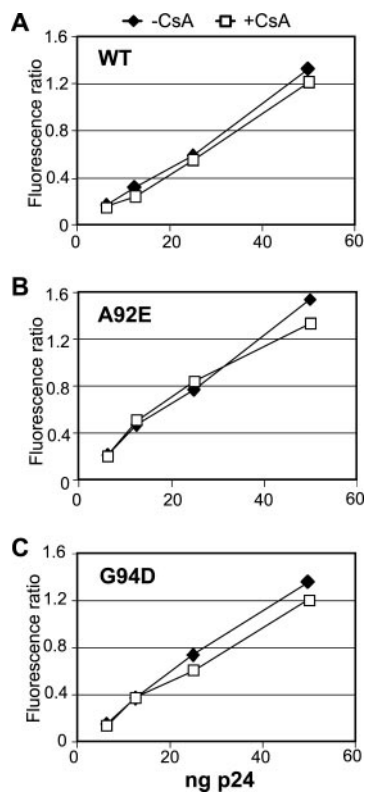 A
-CsA +CsA
WT
Fluorescence ratio
1.6
1.2
0.8
0.4
0
0 20 40 60
B
A92E
Fluorescence ratio
1.6
1.2
0.8
0.4
0
0 20 40 60
C
G94D
Fluorescence ratio
1.6
1.2
0.8
0.4
0
0 20 40 60
ng p24